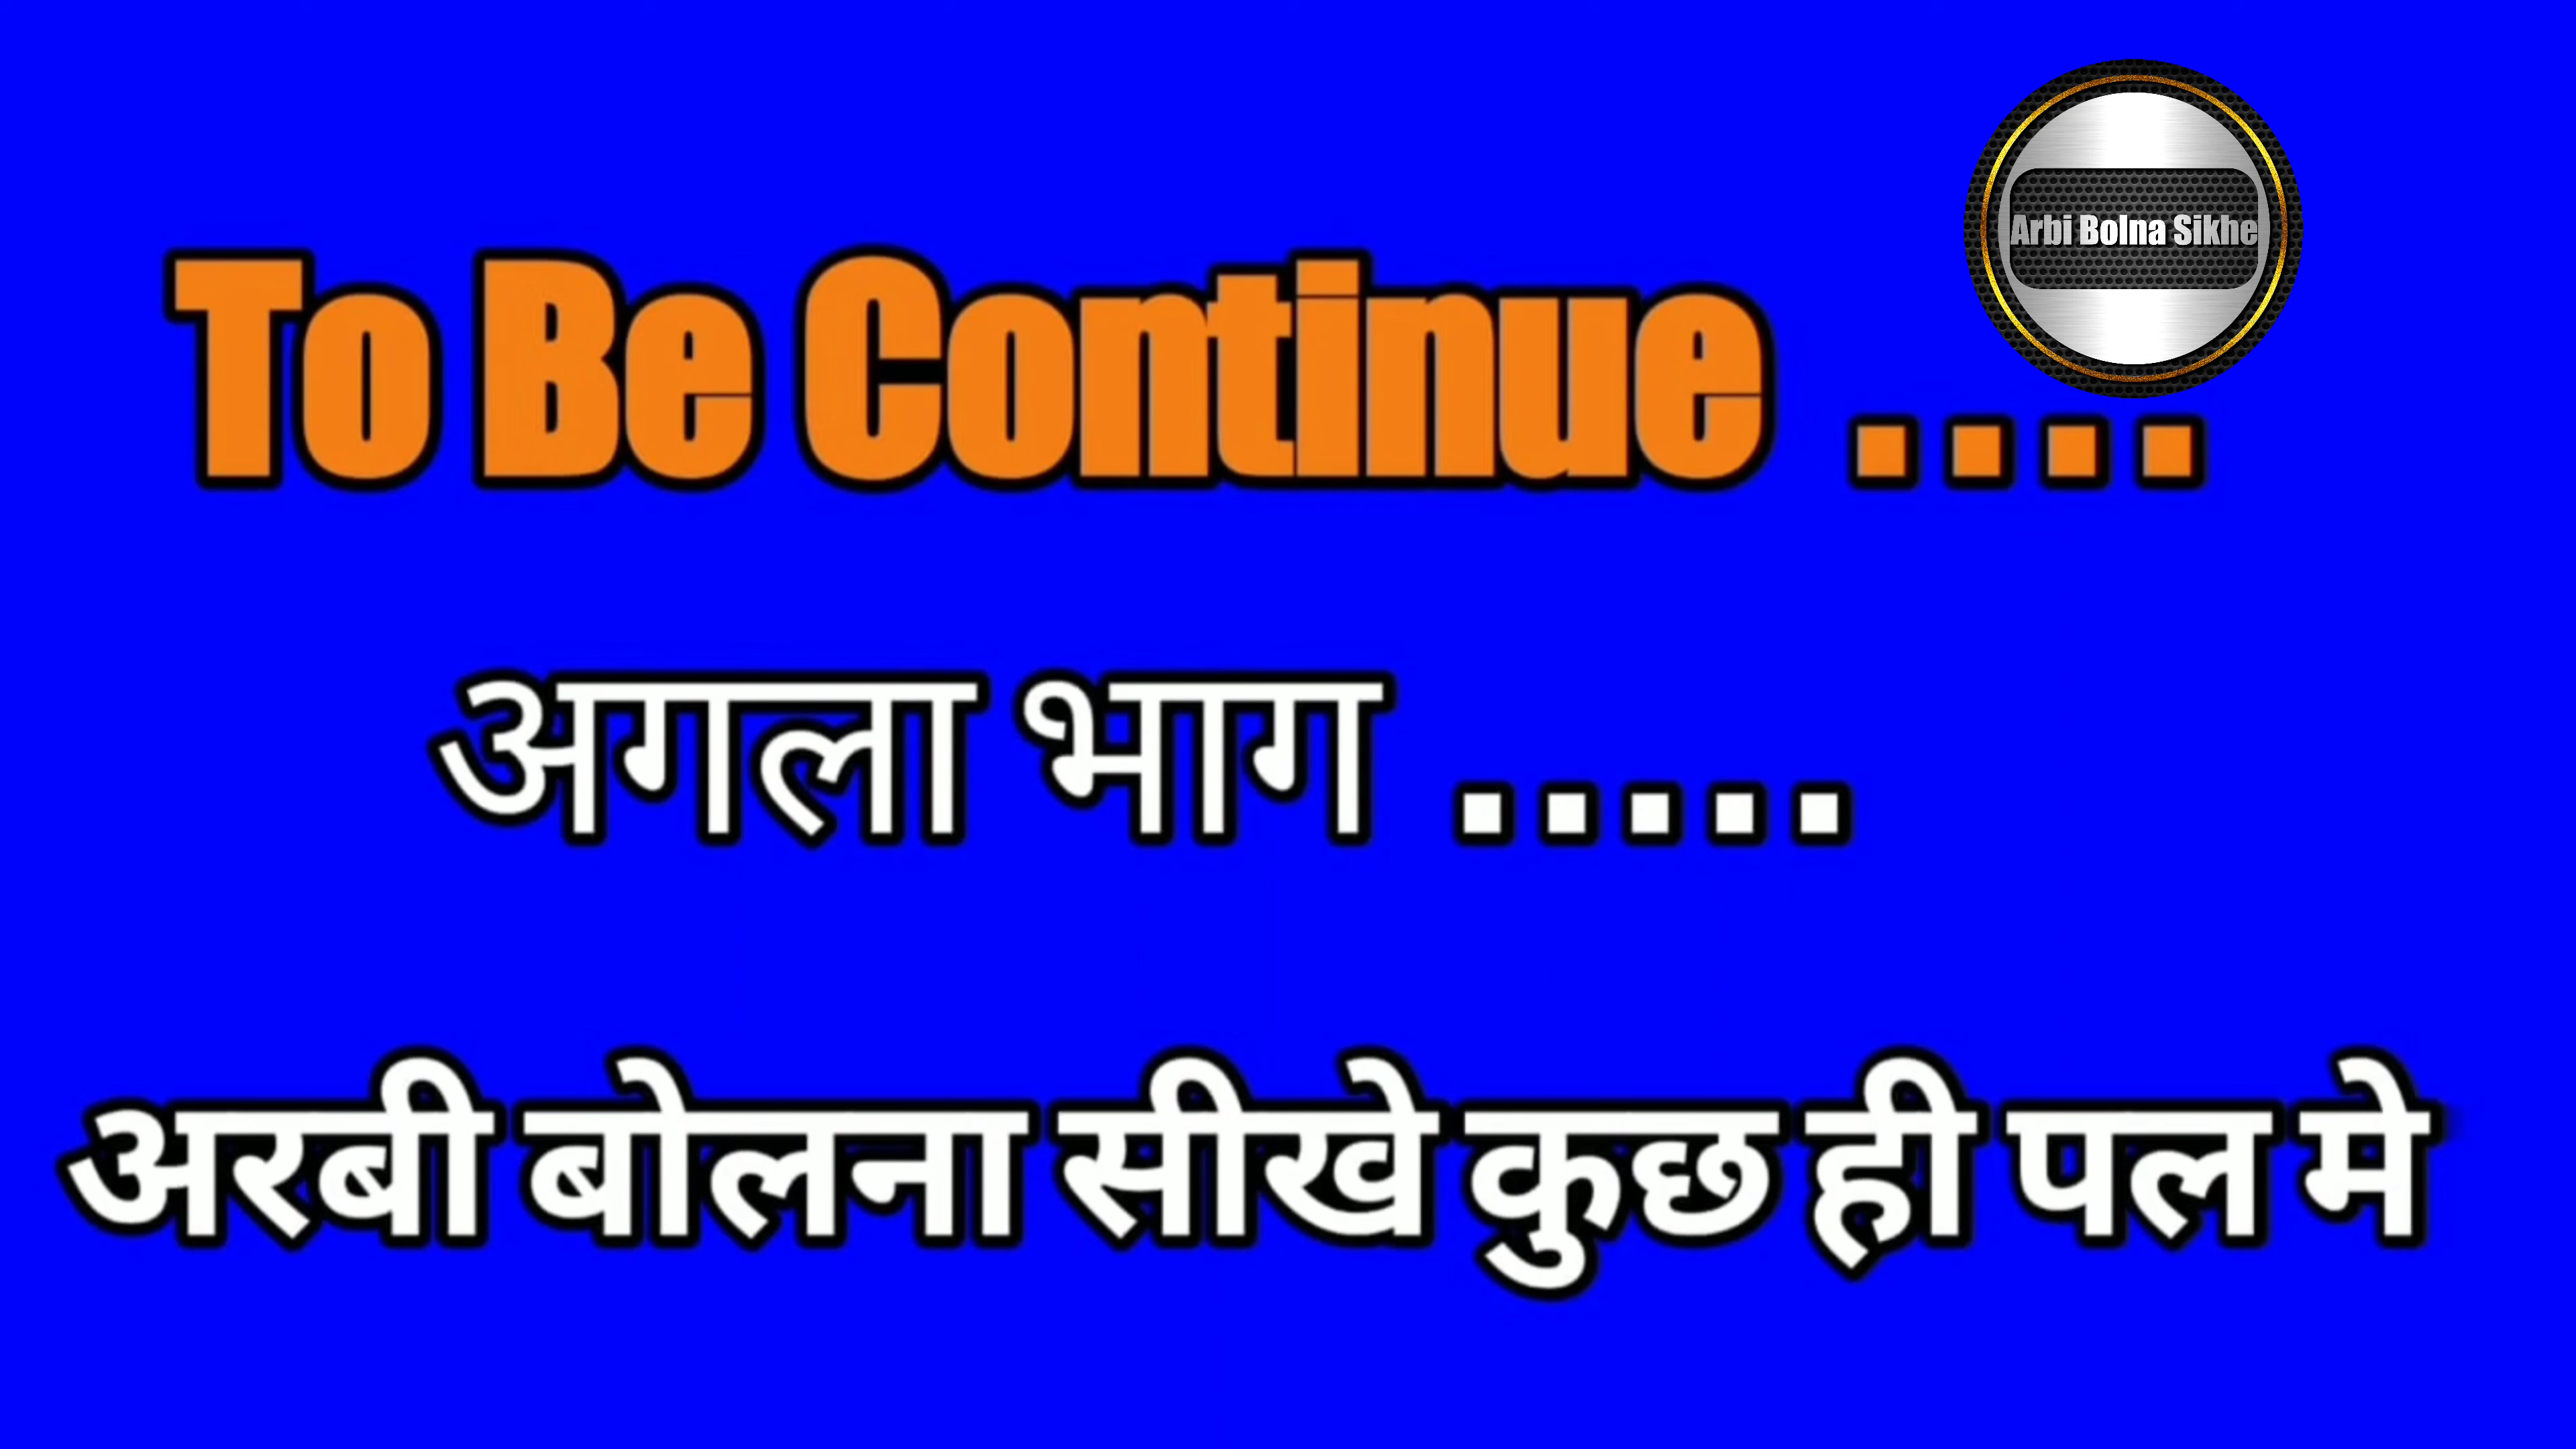 Arbi Bolna Sikhe
To Be Continue ....
अगला भाग .....
अरबी बोलना सीखे कुछ ही पल मे